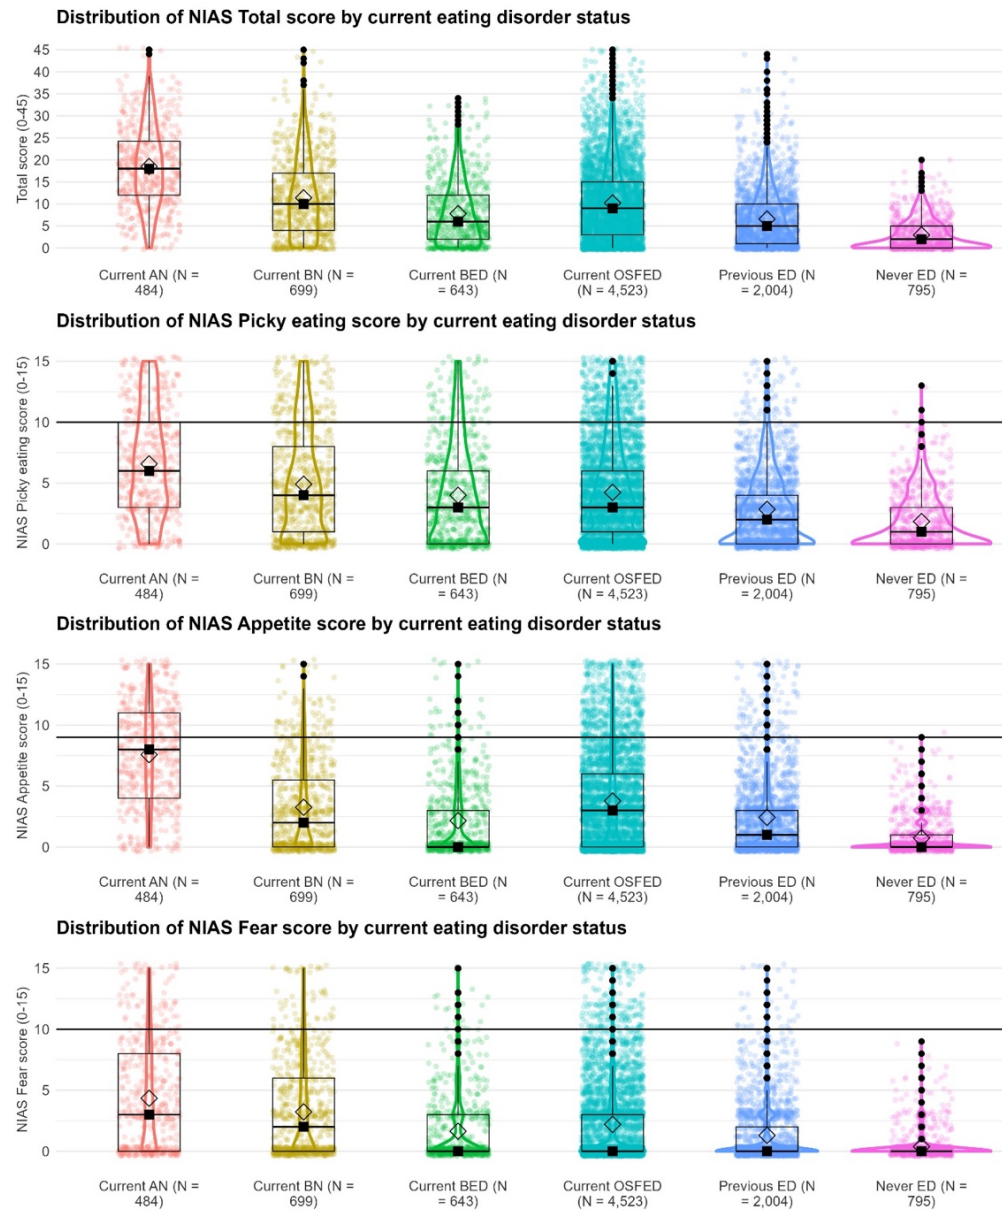 Distribution of NIAS Total score by current eating disorder status
Total score (0-45)
45
40
35
30
25
20
15
10
5
0
Current AN (N =
484)
Current BN (N =
699)
Current BED (N
= 643)
Current OSFED
(N = 4,523)
Previous ED (N
= 2,004)
Never ED (N =
795)
Distribution of NIAS Picky eating score by current eating disorder status
NIAS Picky eating score (0-15)
15
10
5
0
Current AN (N =
484)
Current BN (N =
699)
Current BED (N
= 643)
Current OSFED
(N = 4,523)
Previous ED (N
= 2,004)
Never ED (N =
795)
Distribution of NIAS Appetite score by current eating disorder status
NIAS Appetite score (0-15)
15
10
5
0
Current AN (N =
484)
Current BN (N =
699)
Current BED (N
= 643)
Current OSFED
(N = 4,523)
Previous ED (N
= 2,004)
Never ED (N =
795)
Distribution of NIAS Fear score by current eating disorder status
NIAS Fear score (0-15)
15
10
5
0
Current AN (N =
484)
Current BN (N =
699)
Current BED (N
= 643)
Current OSFED
(N = 4,523)
Previous ED (N
= 2,004)
Never ED (N =
795)